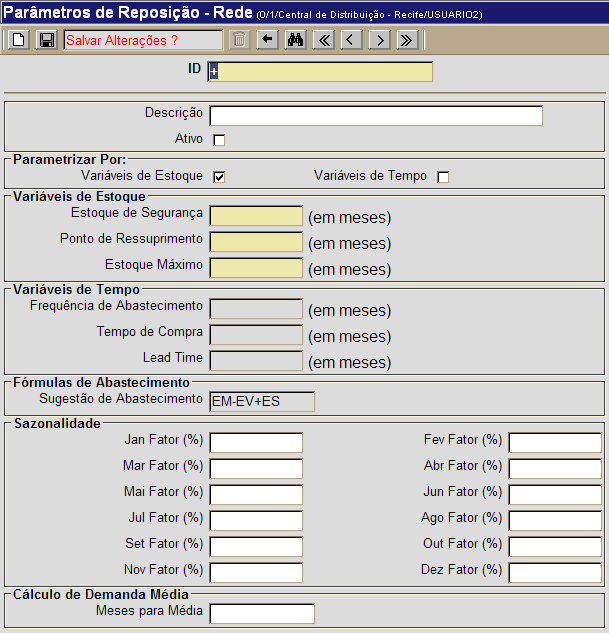 Parâmetros de Reposição - Rede (0/1/Central de Distribuição - Recife/USUARIO2)
Salvar Alterações ?
ID +
Descrição
Ativo
Parametrizar Por:
Variáveis de Estoque Variáveis de Tempo
Variáveis de Estoque
Estoque de Segurança (em meses)
Ponto de Ressuprimento (em meses)
Estoque Máximo (em meses)
Variáveis de Tempo
Frequência de Abastecimento (em meses)
Tempo de Compra (em meses)
Lead Time (em meses)
Fórmulas de Abastecimento
Sugestão de Abastecimento EM-EV+ES
Sazonalidade
Jan Fator (%) Fev Fator (%)
Mar Fator (%) Abr Fator (%)
Mai Fator (%) Jun Fator (%)
Jul Fator (%) Ago Fator (%)
Set Fator (%) Out Fator (%)
Nov Fator (%) Dez Fator (%)
Cálculo de Demanda Média
Meses para Média